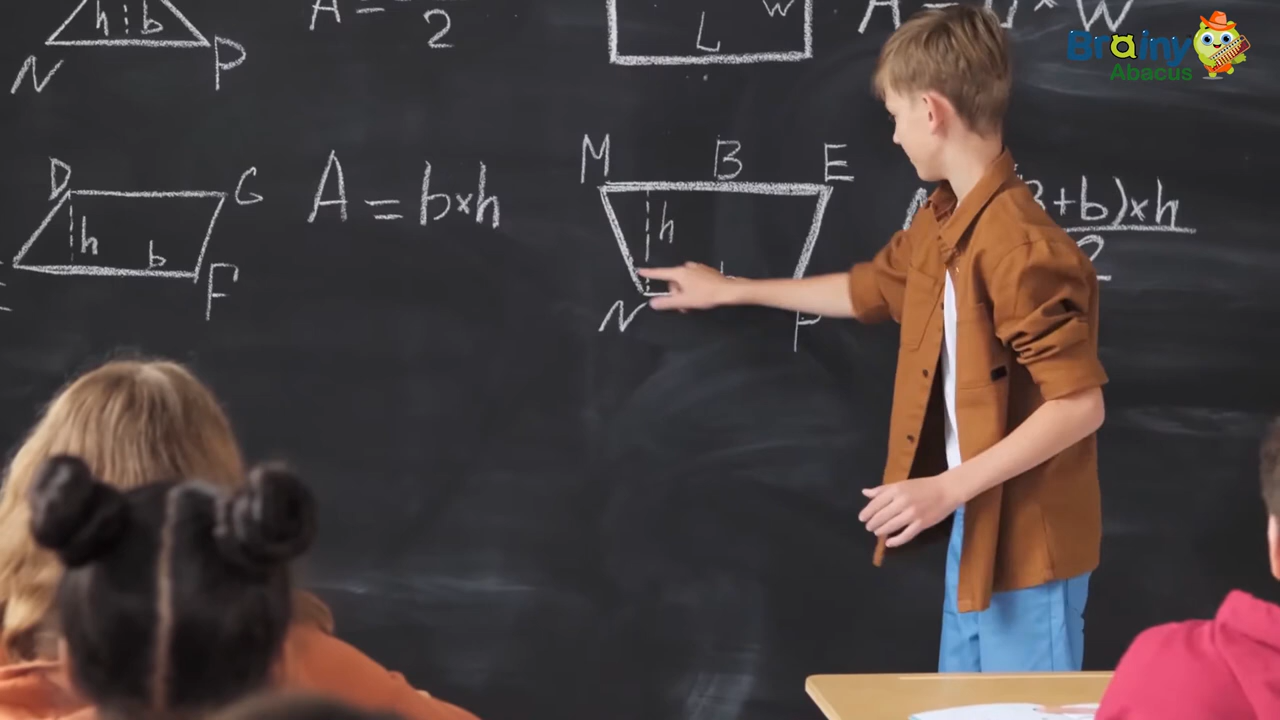 h b
N P
A = 
2
W
L
Brainy
Abacus
D G
h b
F
A = b×h
M B E
h
N P
+b)×h
2